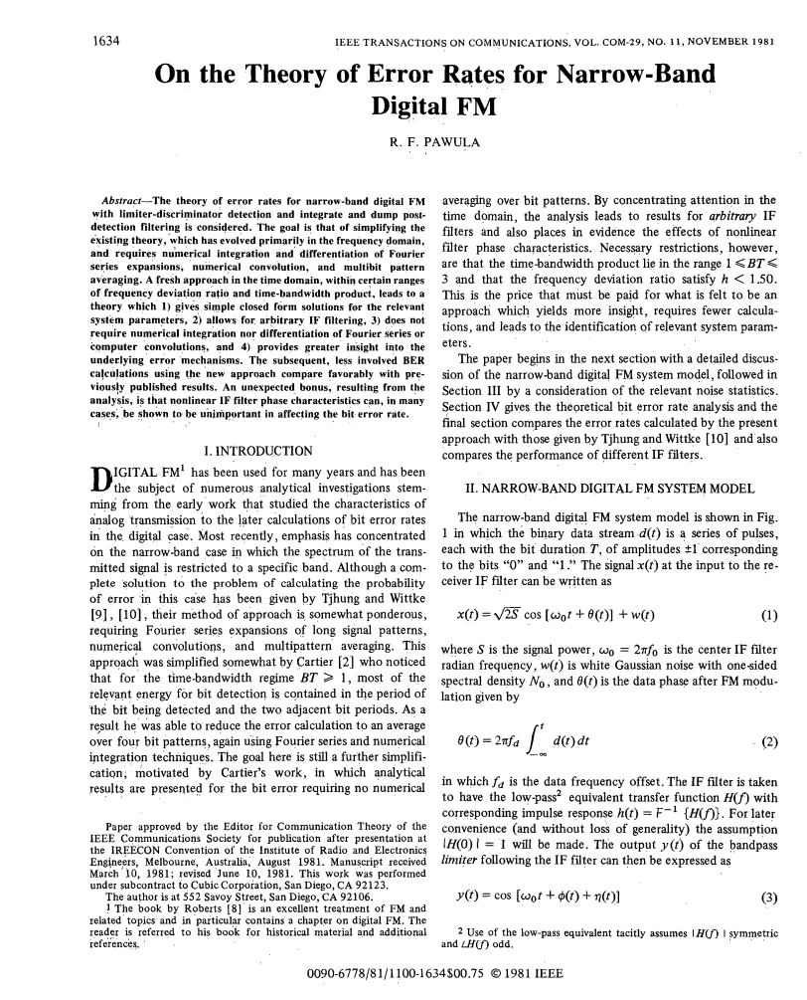 1634
IEEE TRANSACTIONS ON COMMUNICATIONS, VOL. COM-29, NO. 11, NOVEMBER 1981
On the Theory of Error Rates for Narrow-Band
Digital FM
R. F. PAWULA
Abstract—The theory of error rates for narrow-band digital FM
with limiter-discriminator detection and integrate and dump post-
detection filtering is considered. The goal is that of simplifying the
existing theory, which has evolved primarily in the frequency domain,
and requires numerical integration and differentiation of Fourier
series expansions, numerical convolution, and multibit pattern
averaging. A fresh approach in the time domain, within certain ranges
of frequency deviation ratio and time-bandwidth product, leads to a
theory which 1) gives simple closed form solutions for the relevant
system parameters, 2) allows for arbitrary IF filtering, 3) does not
require numerical integration nor differentiation of Fourier series or
computer convolutions, and 4) provides greater insight into the
underlying error mechanisms. The subsequent, less involved BER
calculations using the new approach compare favorably with pre-
viously published results. An unexpected bonus, resulting from the
analysis, is that nonlinear IF filter phase characteristics can, in many
cases, be shown to be unimportant in affecting the bit error rate.
I. INTRODUCTION
DIGITAL FM¹ has been used for many years and has been
the subject of numerous analytical investigations stem-
ming from the early work that studied the characteristics of
analog transmission to the later calculations of bit error rates
in the digital case. Most recently, emphasis has concentrated
on the narrow-band case in which the spectrum of the trans-
mitted signal is restricted to a specific band. Although a com-
plete solution to the problem of calculating the probability
of error in this case has been given by Tjhung and Wittke
[9], [10], their method of approach is somewhat ponderous,
requiring Fourier series expansions of long signal patterns,
numerical convolutions, and multipattern averaging. This
approach was simplified somewhat by Cartier [2] who noticed
that for the time-bandwidth regime BT ⩾ 1, most of the
relevant energy for bit detection is contained in the period of
the bit being detected and the two adjacent bit periods. As a
result he was able to reduce the error calculation to an average
over four bit patterns, again using Fourier series and numerical
integration techniques. The goal here is still a further simplifi-
cation, motivated by Cartier's work, in which analytical
results are presented for the bit error requiring no numerical
Paper approved by the Editor for Communication Theory of the
IEEE Communications Society for publication after presentation at
the IREECON Convention of the Institute of Radio and Electronics
Engineers, Melbourne, Australia, August 1981. Manuscript received
March 10, 1981; revised June 10, 1981. This work was performed
under subcontract to Cubic Corporation, San Diego, CA 92123.
The author is at 552 Savoy Street, San Diego, CA 92106.
¹ The book by Roberts [8] is an excellent treatment of FM and
related topics and in particular contains a chapter on digital FM. The
reader is referred to his book for historical material and additional
references.
averaging over bit patterns. By concentrating attention in the
time domain, the analysis leads to results for arbitrary IF
filters and also places in evidence the effects of nonlinear
filter phase characteristics. Necessary restrictions, however,
are that the time-bandwidth product lie in the range 1 ⩽ BT ⩽
3 and that the frequency deviation ratio satisfy h < 1.50.
This is the price that must be paid for what is felt to be an
approach which yields more insight, requires fewer calcula-
tions, and leads to the identification of relevant system param-
eters.
The paper begins in the next section with a detailed discus-
sion of the narrow-band digital FM system model, followed in
Section III by a consideration of the relevant noise statistics.
Section IV gives the theoretical bit error rate analysis and the
final section compares the error rates calculated by the present
approach with those given by Tjhung and Wittke [10] and also
compares the performance of different IF filters.
II. NARROW-BAND DIGITAL FM SYSTEM MODEL
The narrow-band digital FM system model is shown in Fig.
1 in which the binary data stream d(t) is a series of pulses,
each with the bit duration T, of amplitudes ±1 corresponding
to the bits "0" and "1." The signal x(t) at the input to the re-
ceiver IF filter can be written as
x(t) = √2S cos [ω₀t + θ(t)] + w(t) (1)
where S is the signal power, ω₀ = 2πf₀ is the center IF filter
radian frequency, w(t) is white Gaussian noise with one-sided
spectral density N₀, and θ(t) is the data phase after FM modu-
lation given by
θ(t) = 2πf_d ∫_{-∞}^{t} d(t) dt (2)
in which f_d is the data frequency offset. The IF filter is taken
to have the low-pass² equivalent transfer function H(f) with
corresponding impulse response h(t) = F⁻¹ {H(f)}. For later
convenience (and without loss of generality) the assumption
|H(0)| = 1 will be made. The output y(t) of the bandpass
limiter following the IF filter can then be expressed as
y(t) = cos [ω₀t + ϕ(t) + η(t)] (3)
² Use of the low-pass equivalent tacitly assumes |H(f)| symmetric
and ∠H(f) odd.
0090-6778/81/1100-1634$00.75 © 1981 IEEE